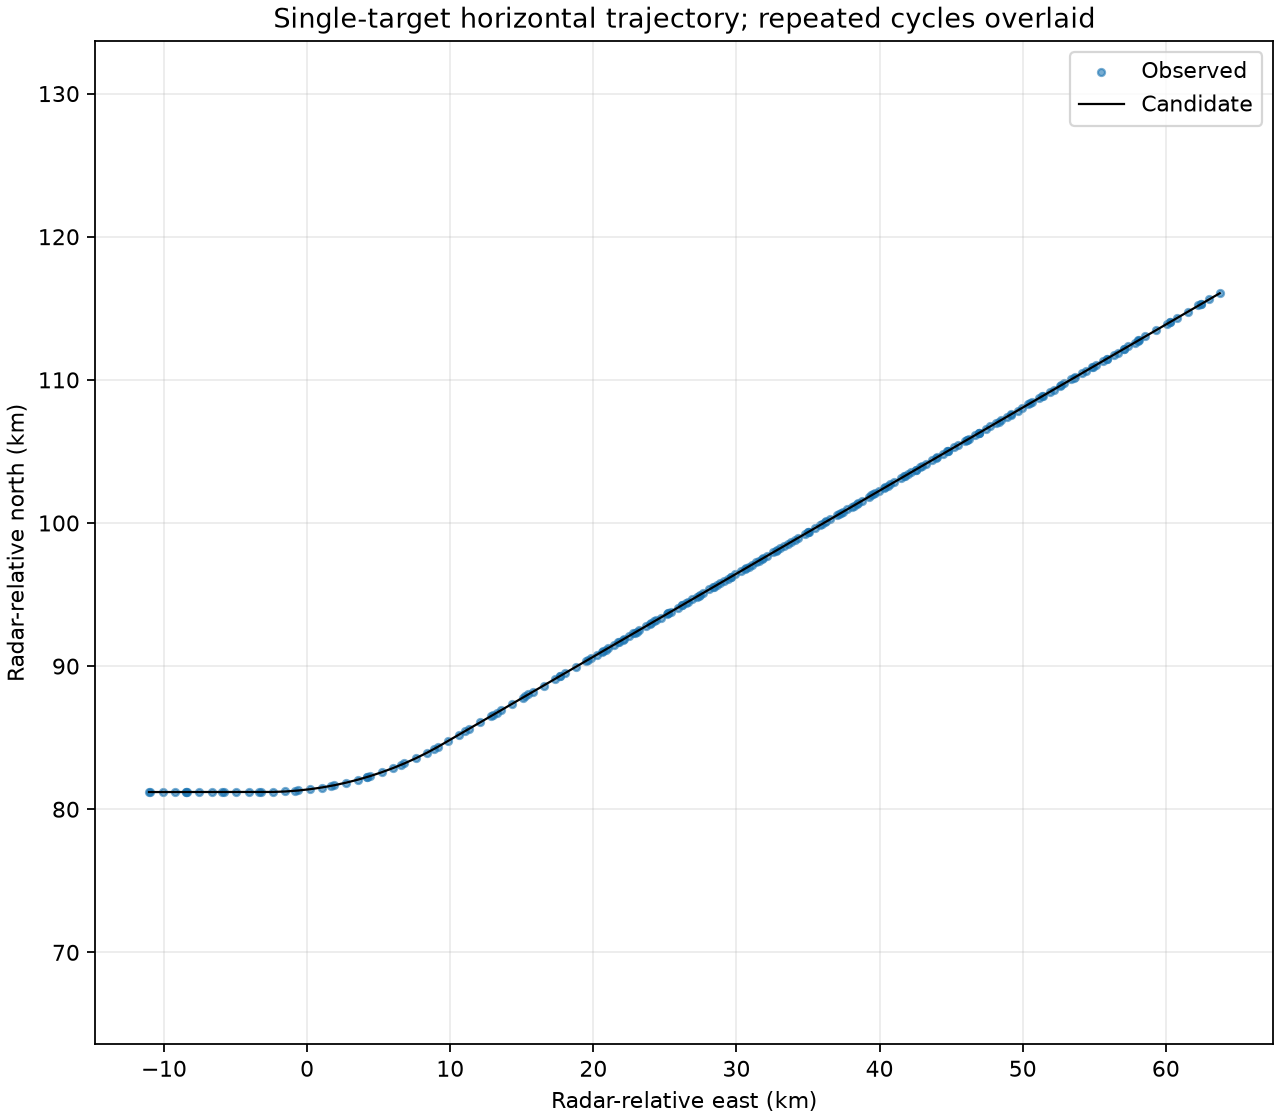 Single-target horizontal trajectory; repeated cycles overlaid
Observed
Candidate
130
120
110
100
90
80
70
Radar-relative north (km)
−10 0 10 20 30 40 50 60
Radar-relative east (km)